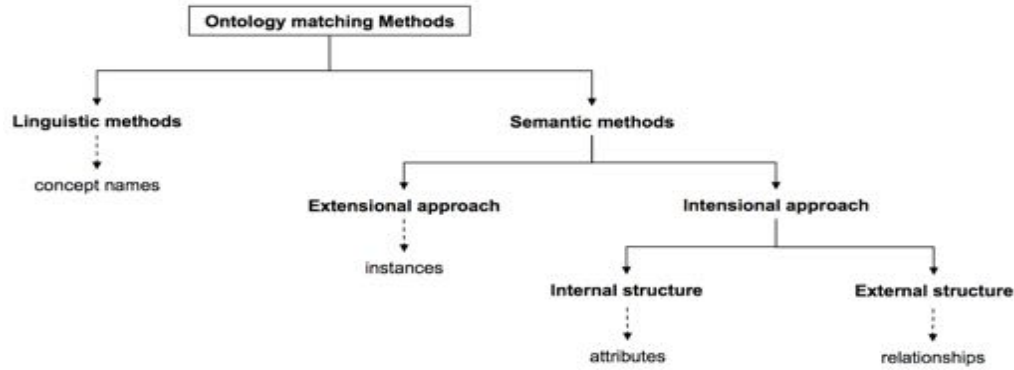 Ontology matching Methods
Linguistic methods
Semantic methods
concept names
Extensional approach
Intensional approach
instances
Internal structure
External structure
attributes
relationships